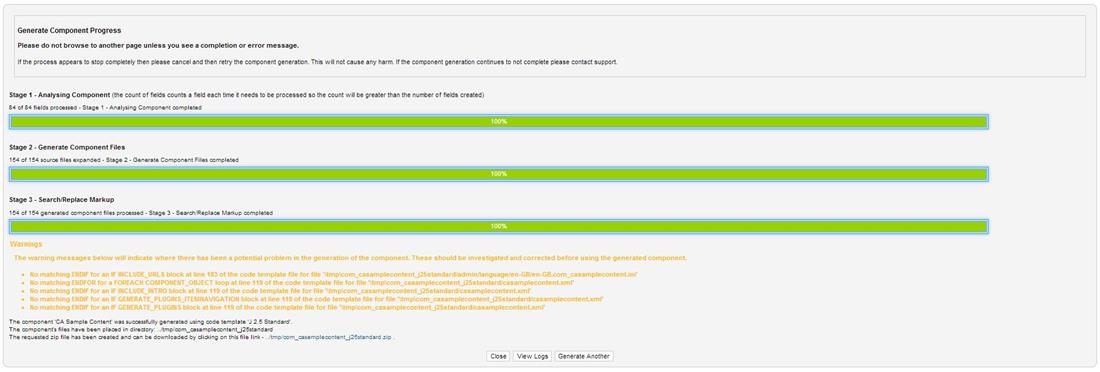 Generate Component Progress
Please do not browse to another page unless you see a completion or error message.
If the process appears to stop completely then please cancel and then retry the component generation. This will not cause any harm. If the component generation continues to not complete please contact support.
Stage 1 - Analysing Component (the count of fields counts a field each time it needs to be processed so the count will be greater than the number of fields created)
84 of 84 fields processed - Stage 1 - Analysing Component completed
100%
Stage 2 - Generate Component Files
154 of 154 source files expanded - Stage 2 - Generate Component Files completed
100%
Stage 3 - Search/Replace Markup
154 of 154 generated component files processed - Stage 3 - Search/Replace Markup completed
100%
Warnings
The warning messages below will indicate where there has been a potential problem in the generation of the component. These should be investigated and corrected before using the generated component.
No matching ENDIF for an IF INCLUDE_URLS block at line 183 of the code template file for file "\tmp\com_casamplecontent_j25standard/admin/language/en-GB/en-GB.com_casamplecontent.ini'
No matching ENDFOR for a FOREACH COMPONENT_OBJECT loop at line 119 of the code template file for file "\tmp\com_casamplecontent_j25standard/casamplecontent.xml'
No matching ENDIF for an IF INCLUDE_INTRO block at line 119 of the code template file for file "\tmp\com_casamplecontent_j25standard/casamplecontent.xml'
No matching ENDIF for an IF GENERATE_PLUGINS_ITEMNAVIGATION block at line 119 of the code template file for file "\tmp\com_casamplecontent_j25standard/casamplecontent.xml'
No matching ENDIF for an IF GENERATE_PLUGINS block at line 119 of the code template file for file "\tmp\com_casamplecontent_j25standard/casamplecontent.xml'
The component 'CA Sample Content' was successfully generated using code template 'J 2.5 Standard'.
The component's files have been placed in directory: ../tmp/com_casamplecontent_j25standard
The requested zip file has been created and can be downloaded by clicking on this file link - ../tmp/com_casamplecontent_j25standard.zip .
Close View Logs Generate Another